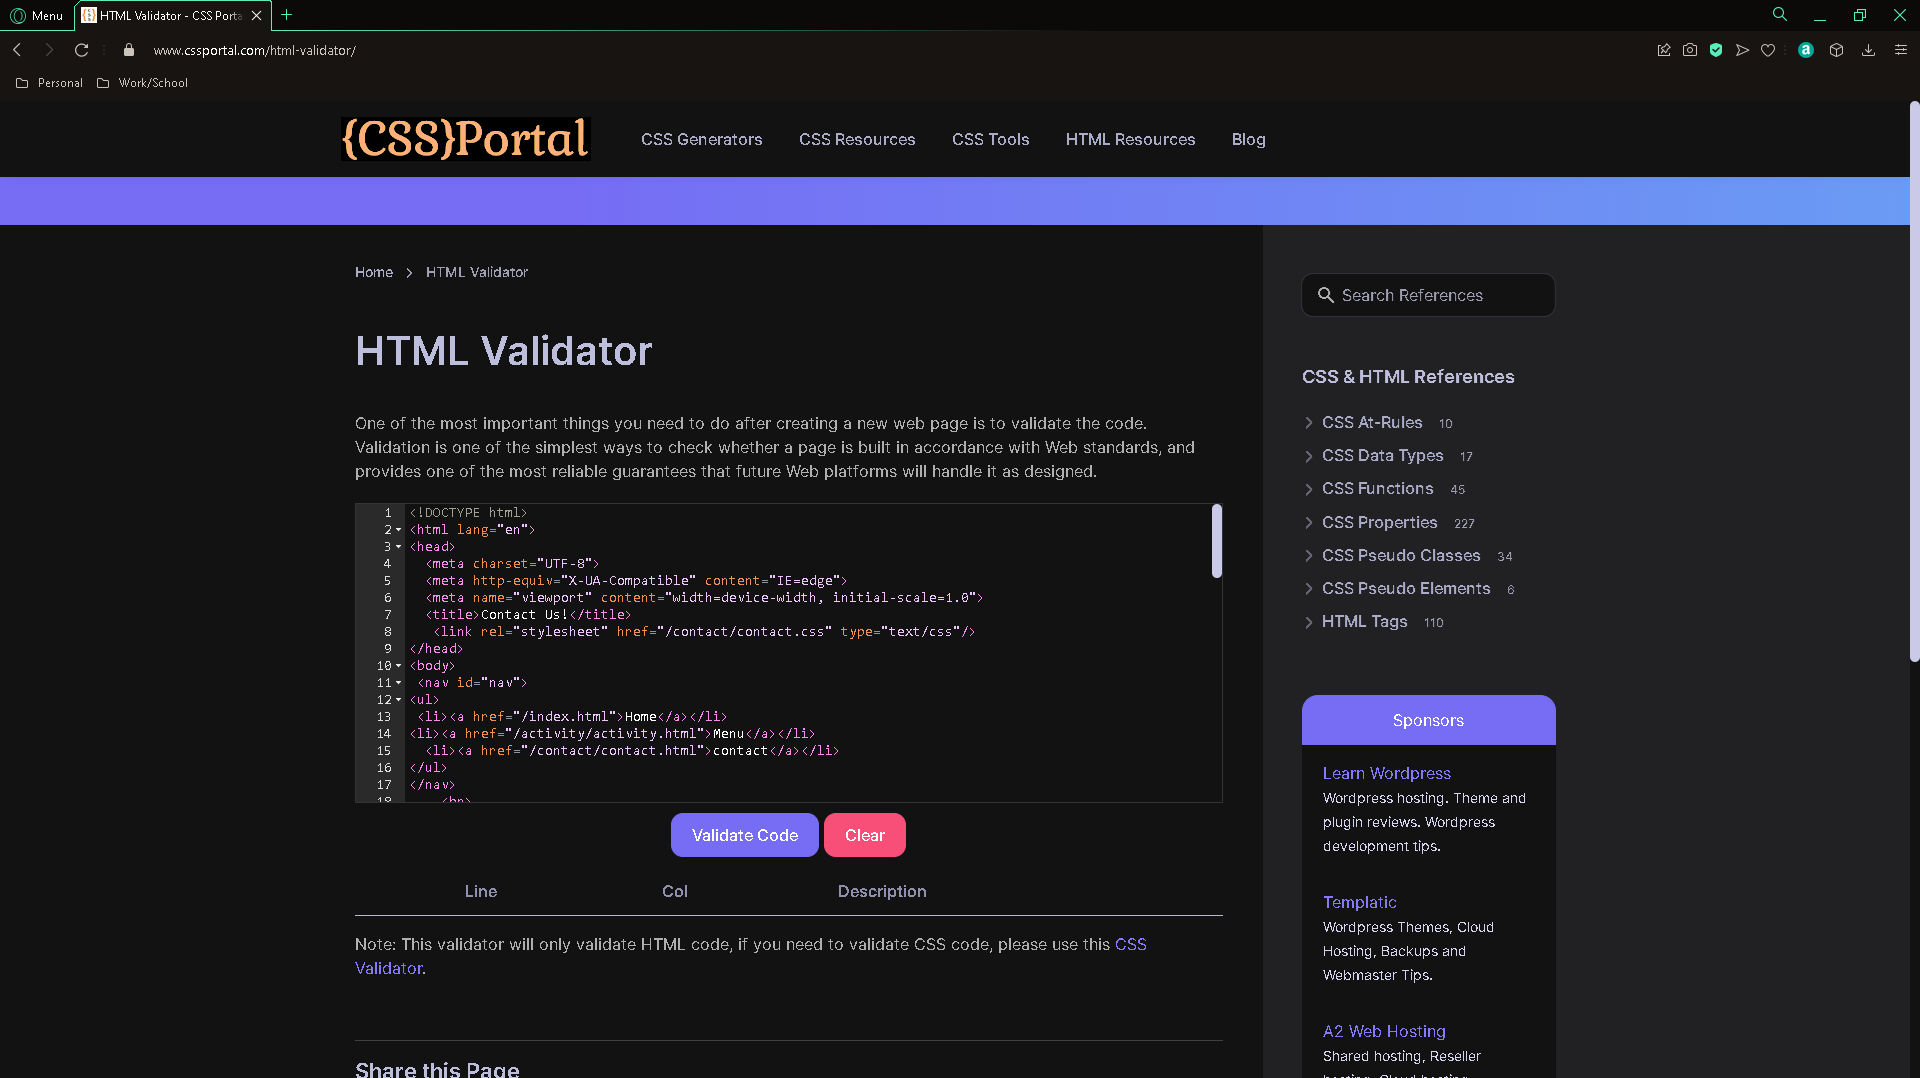 Menu
HTML Validator - CSS Porta
www.cssportal.com/html-validator/
Personal
Work/School
{CSS}Portal
CSS Generators
CSS Resources
CSS Tools
HTML Resources
Blog
Home
HTML Validator
HTML Validator
One of the most important things you need to do after creating a new web page is to validate the code.
Validation is one of the simplest ways to check whether a page is built in accordance with Web standards, and
provides one of the most reliable guarantees that future Web platforms will handle it as designed.
1 <!DOCTYPE html>
2 <html lang="en">
3 <head>
4 <meta charset="UTF-8">
5 <meta http-equiv="X-UA-Compatible" content="IE=edge">
6 <meta name="viewport" content="width=device-width, initial-scale=1.0">
7 <title>Contact Us!</title>
8 <link rel="stylesheet" href="/contact/contact.css" type="text/css"/>
9 </head>
10 <body>
11 <nav id="nav">
12 <ul>
13 <li><a href="/index.html">Home</a></li>
14 <li><a href="/activity/activity.html">Menu</a></li>
15 <li><a href="/contact/contact.html">contact</a></li>
16 </ul>
17 </nav>
Validate Code
Clear
Line
Col
Description
Note: This validator will only validate HTML code, if you need to validate CSS code, please use this CSS
Validator.
Share this Page
Search References
CSS & HTML References
CSS At-Rules 10
CSS Data Types 17
CSS Functions 45
CSS Properties 227
CSS Pseudo Classes 34
CSS Pseudo Elements 6
HTML Tags 110
Sponsors
Learn Wordpress
Wordpress hosting. Theme and
plugin reviews. Wordpress
development tips.
Templatic
Wordpress Themes, Cloud
Hosting, Backups and
Webmaster Tips.
A2 Web Hosting
Shared hosting, Reseller